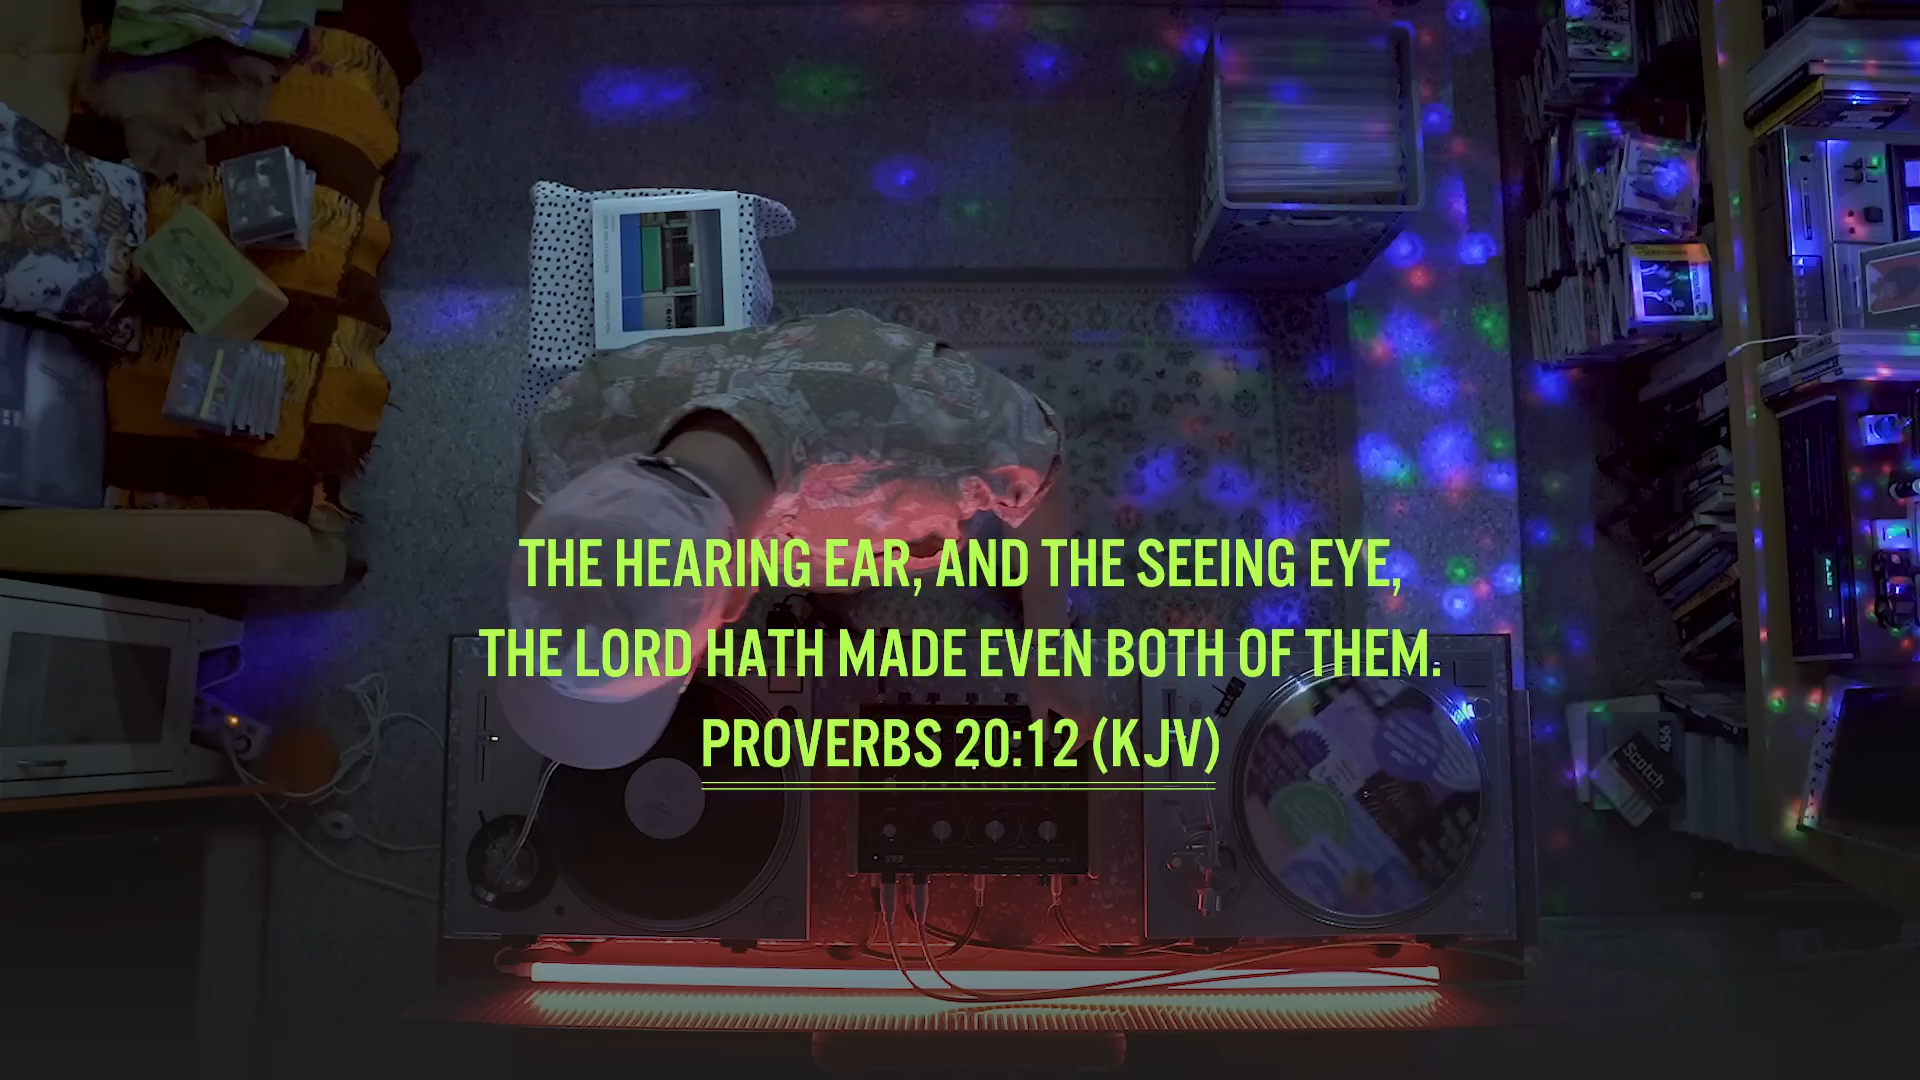 THE HEARING EAR, AND THE SEEING EYE,
THE LORD HATH MADE EVEN BOTH OF THEM.
PROVERBS 20:12 (KJV)
Scotch